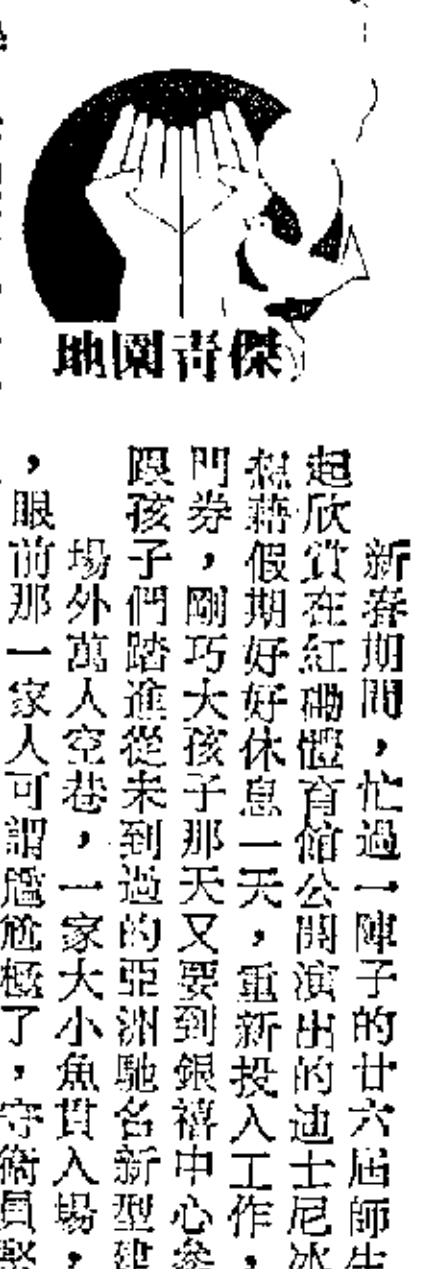 傑青園地
新春期間，忙過一陣子的廿六屆師生
起欣賞在紅磡體育館公開演出的迪士尼冰
想藉假期好好休息一天，重新投入工作，
門券，剛巧大孩子那天又要到銀禧中心參
跟孩子們踏進從未到過的亞洲馳名新型建
場外萬人空巷，一家大小魚貫入場，
，眼前那一家人可謂尷尬極了，守衛員緊